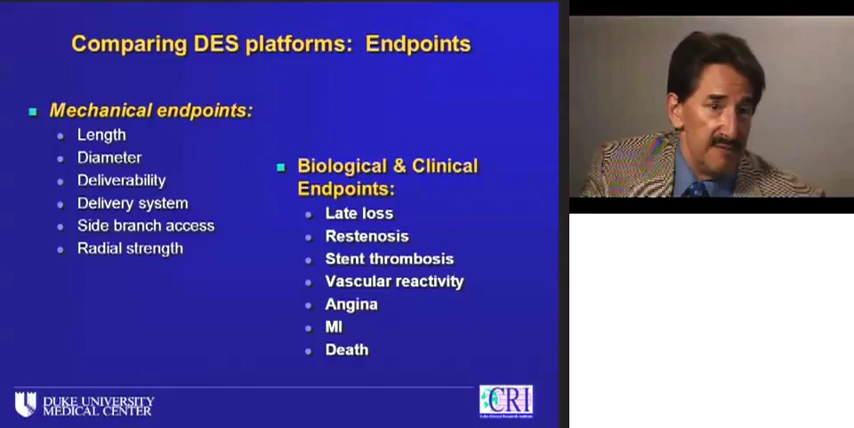 Comparing DES platforms: Endpoints
Mechanical endpoints:
Length
Diameter
Deliverability
Delivery system
Side branch access
Radial strength
Biological & Clinical
Endpoints:
Late loss
Restenosis
Stent thrombosis
Vascular reactivity
Angina
MI
Death
DUKE UNIVERSITY
MEDICAL CENTER
CRI